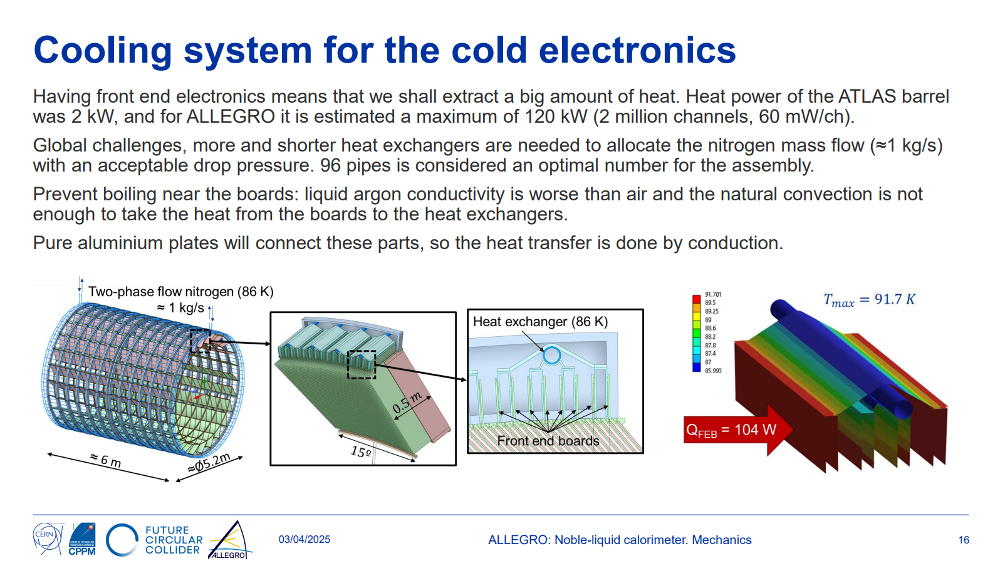 Cooling system for the cold electronics
Having front end electronics means that we shall extract a big amount of heat. Heat power of the ATLAS barrel
was 2 kW, and for ALLEGRO it is estimated a maximum of 120 kW (2 million channels, 60 mW/ch).
Global challenges, more and shorter heat exchangers are needed to allocate the nitrogen mass flow (≈1 kg/s)
with an acceptable drop pressure. 96 pipes is considered an optimal number for the assembly.
Prevent boiling near the boards: liquid argon conductivity is worse than air and the natural convection is not
enough to take the heat from the boards to the heat exchangers.
Pure aluminium plates will connect these parts, so the heat transfer is done by conduction.
Two-phase flow nitrogen (86 K)
≈ 1 kg/s
≈ 6 m
≈Ø5.2m
0.5 m
15º
Heat exchanger (86 K)
Front end boards
91.701
89.5
89.25
89
88.6
88.2
87.8
87.4
87
85.993
Tmax = 91.7 K
QFEB = 104 W
CERN
CENTRE DE PHYSIQUE DES
PARTICULES DE MARSEILLE
CPPM
FUTURE
CIRCULAR
COLLIDER
ALLEGRO
03/04/2025
ALLEGRO: Noble-liquid calorimeter. Mechanics
16